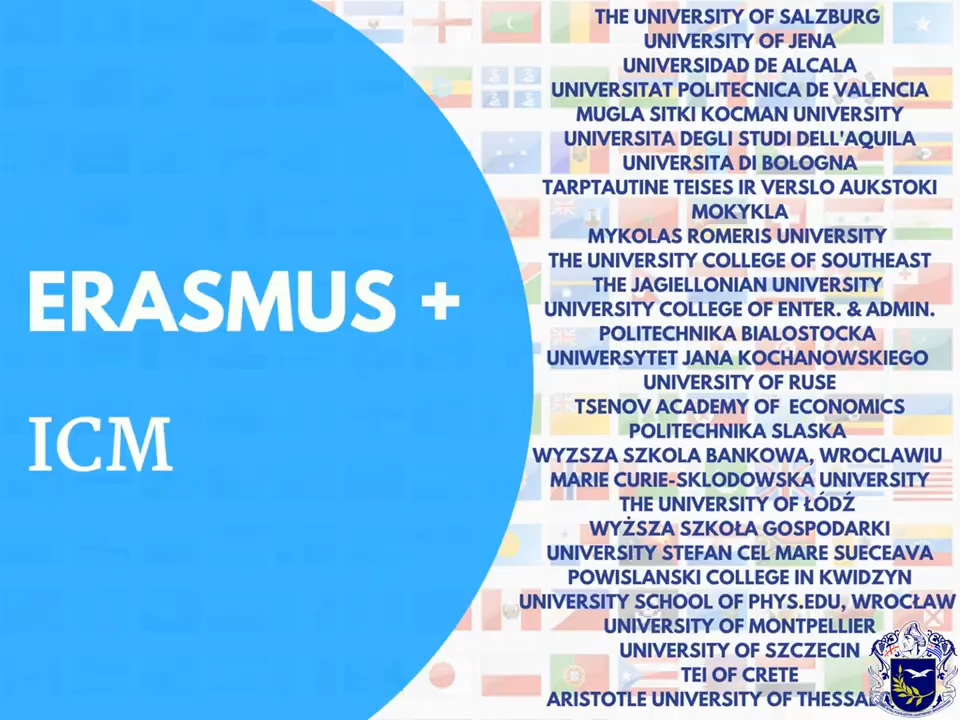 ERASMUS +
ICM
THE UNIVERSITY OF SALZBURG
UNIVERSITY OF JENA
UNIVERSIDAD DE ALCALA
UNIVERSITAT POLITECNICA DE VALENCIA
MUGLA SITKI KOCMAN UNIVERSITY
UNIVERSITA DEGLI STUDI DELL'AQUILA
UNIVERSITA DI BOLOGNA
TARPTAUTINE TEISES IR VERSLO AUKSTOKI
MOKYKLA
MYKOLAS ROMERIS UNIVERSITY
THE UNIVERSITY COLLEGE OF SOUTHEAST
THE JAGIELLONIAN UNIVERSITY
UNIVERSITY COLLEGE OF ENTER. & ADMIN.
POLITECHNIKA BIALOSTOCKA
UNIWERSYTET JANA KOCHANOWSKIEGO
UNIVERSITY OF RUSE
TSENOV ACADEMY OF ECONOMICS
POLITECHNIKA SLASKA
WYZSZA SZKOLA BANKOWA, WROCLAWIU
MARIE CURIE-SKLODOWSKA UNIVERSITY
THE UNIVERSITY OF ŁÓDŹ
WYŻSZA SZKOŁA GOSPODARKI
UNIVERSITY STEFAN CEL MARE SUECEAVA
POWISLANSKI COLLEGE IN KWIDZYN
UNIVERSITY SCHOOL OF PHYS.EDU, WROCŁAW
UNIVERSITY OF MONTPELLIER
UNIVERSITY OF SZCZECIN
TEI OF CRETE
ARISTOTLE UNIVERSITY OF